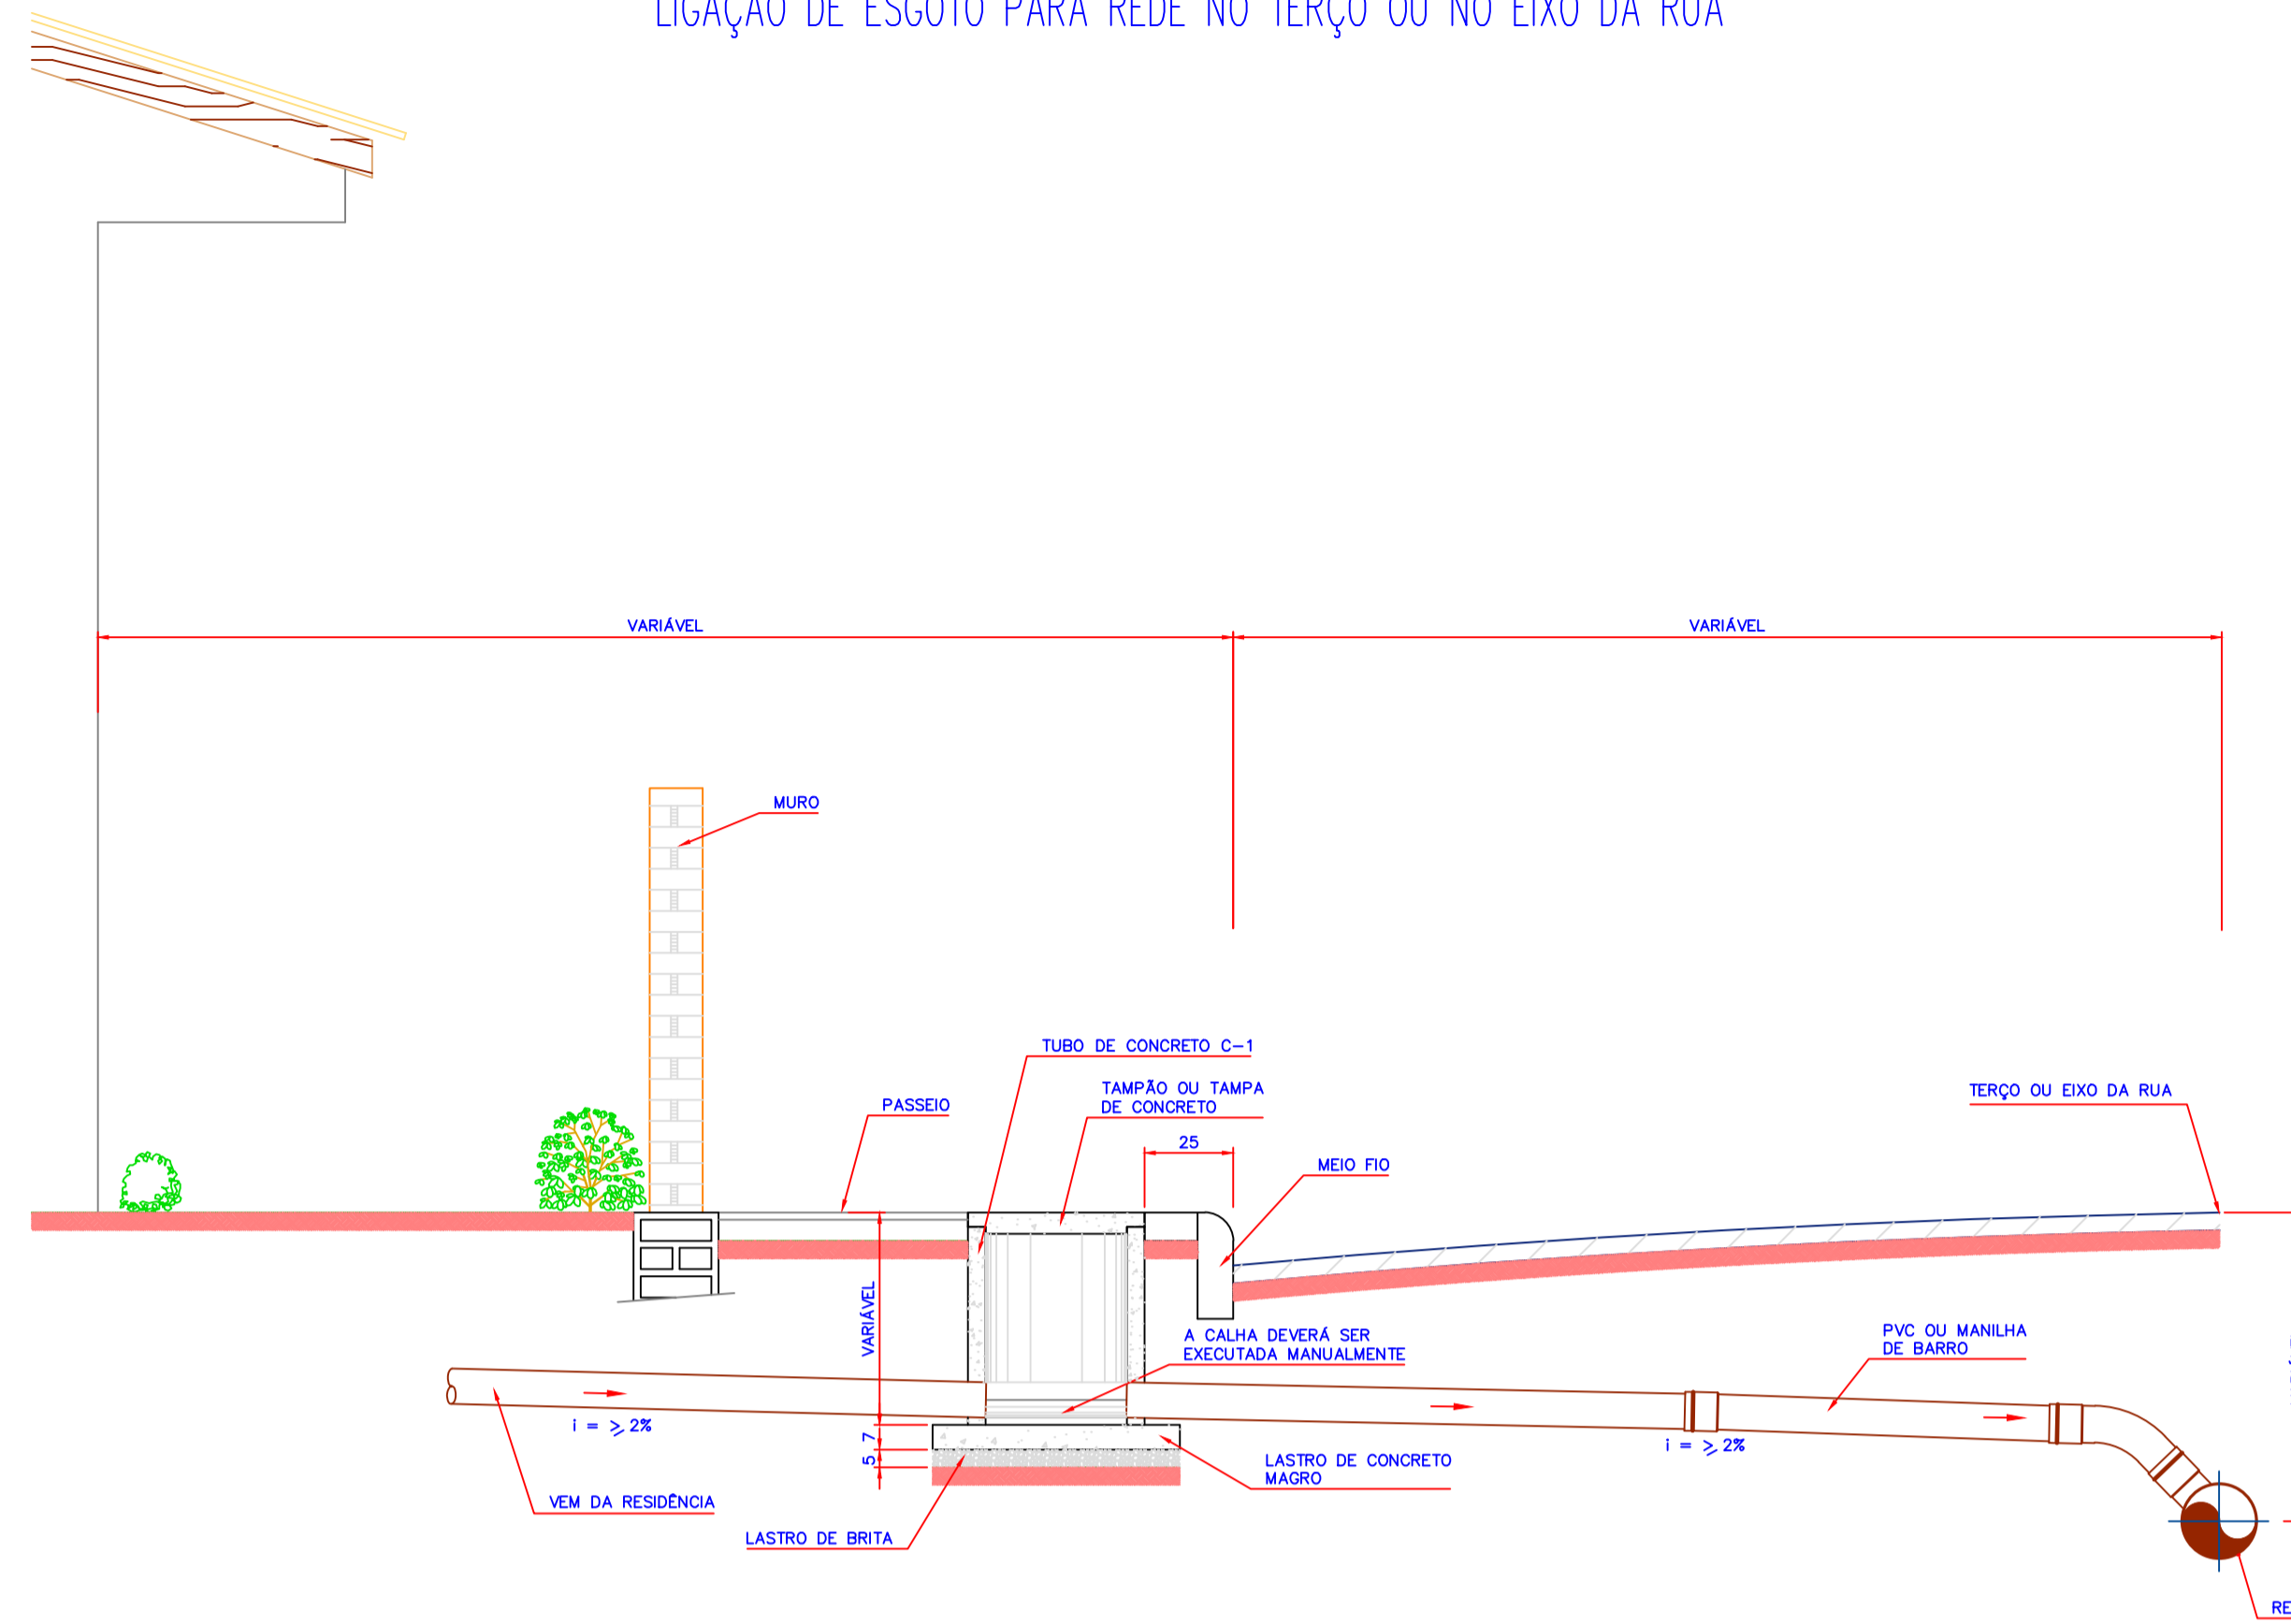 LIGAÇÃO DE ESGOTO PARA REDE NO TERÇO OU NO EIXO DA RUA
VARIÁVEL
VARIÁVEL
MURO
TUBO DE CONCRETO C-1
TAMPÃO OU TAMPA
DE CONCRETO
PASSEIO
TERÇO OU EIXO DA RUA
25
MEIO FIO
VARIÁVEL
A CALHA DEVERÁ SER
EXECUTADA MANUALMENTE
PVC OU MANILHA
DE BARRO
i = ≥ 2%
7
i = ≥ 2%
5
LASTRO DE CONCRETO
MAGRO
VEM DA RESIDÊNCIA
LASTRO DE BRITA